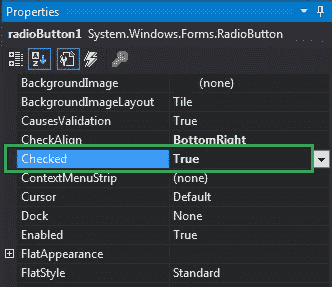 Properties
radioButton1 System.Windows.Forms.RadioButton
BackgroundImage (none)
BackgroundImageLayout Tile
CausesValidation True
CheckAlign BottomRight
Checked True
ContextMenuStrip (none)
Cursor Default
Dock None
Enabled True
FlatAppearance
FlatStyle Standard